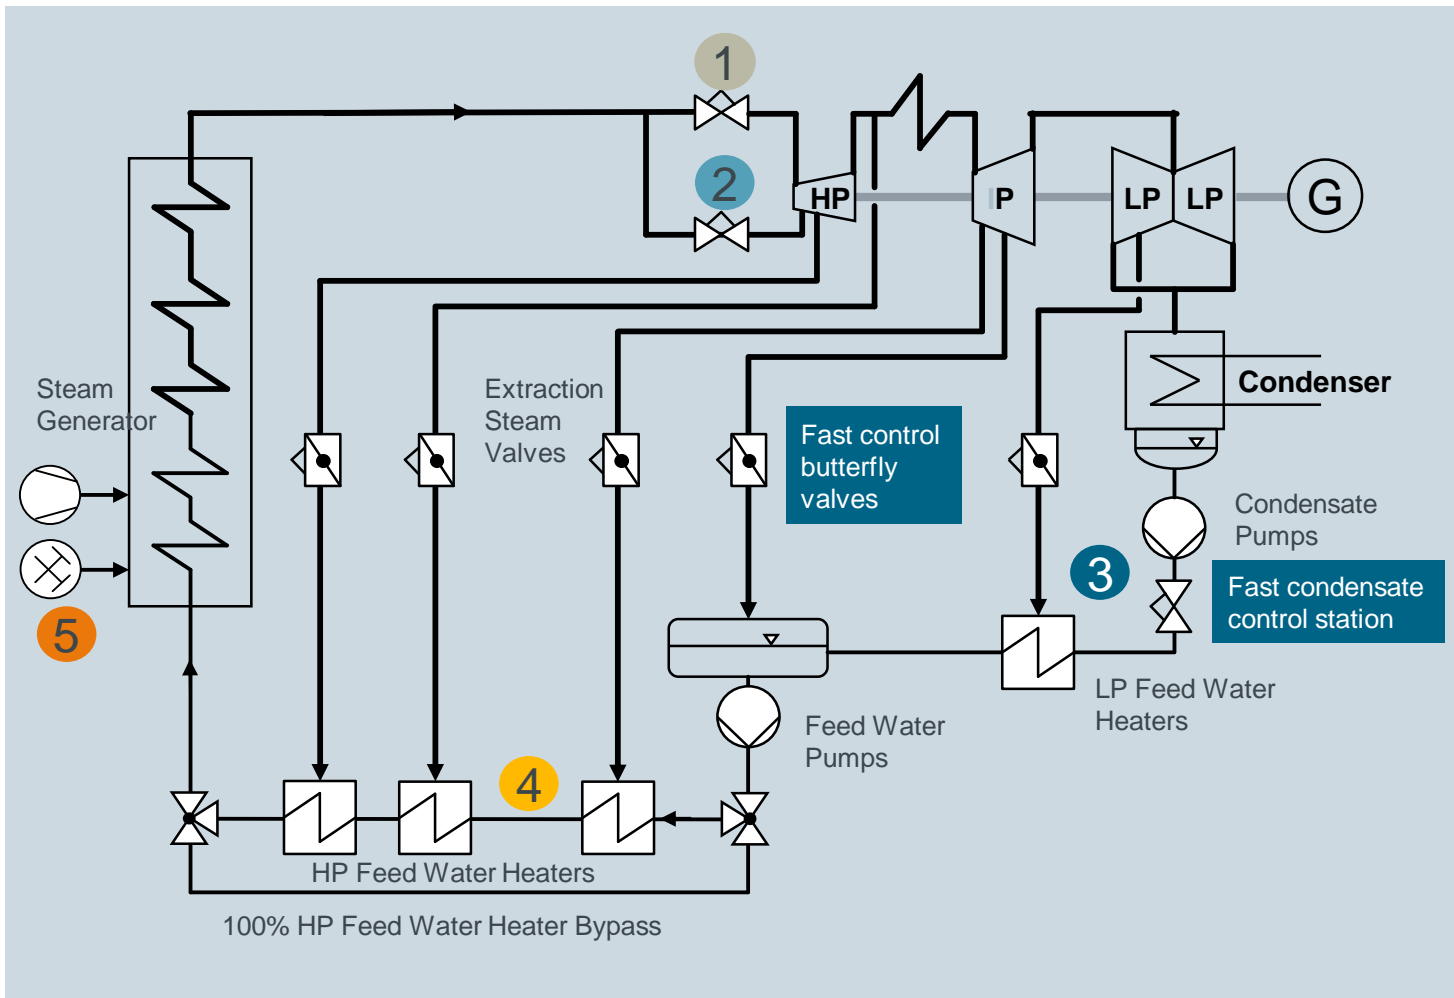 1
2
HP
IP
LP
LP
G
Steam
Generator
Extraction
Steam
Valves
Fast control
butterfly
valves
Condenser
Condensate
Pumps
3
Fast condensate
control station
5
LP Feed Water
Heaters
Feed Water
Pumps
4
HP Feed Water Heaters
100% HP Feed Water Heater Bypass